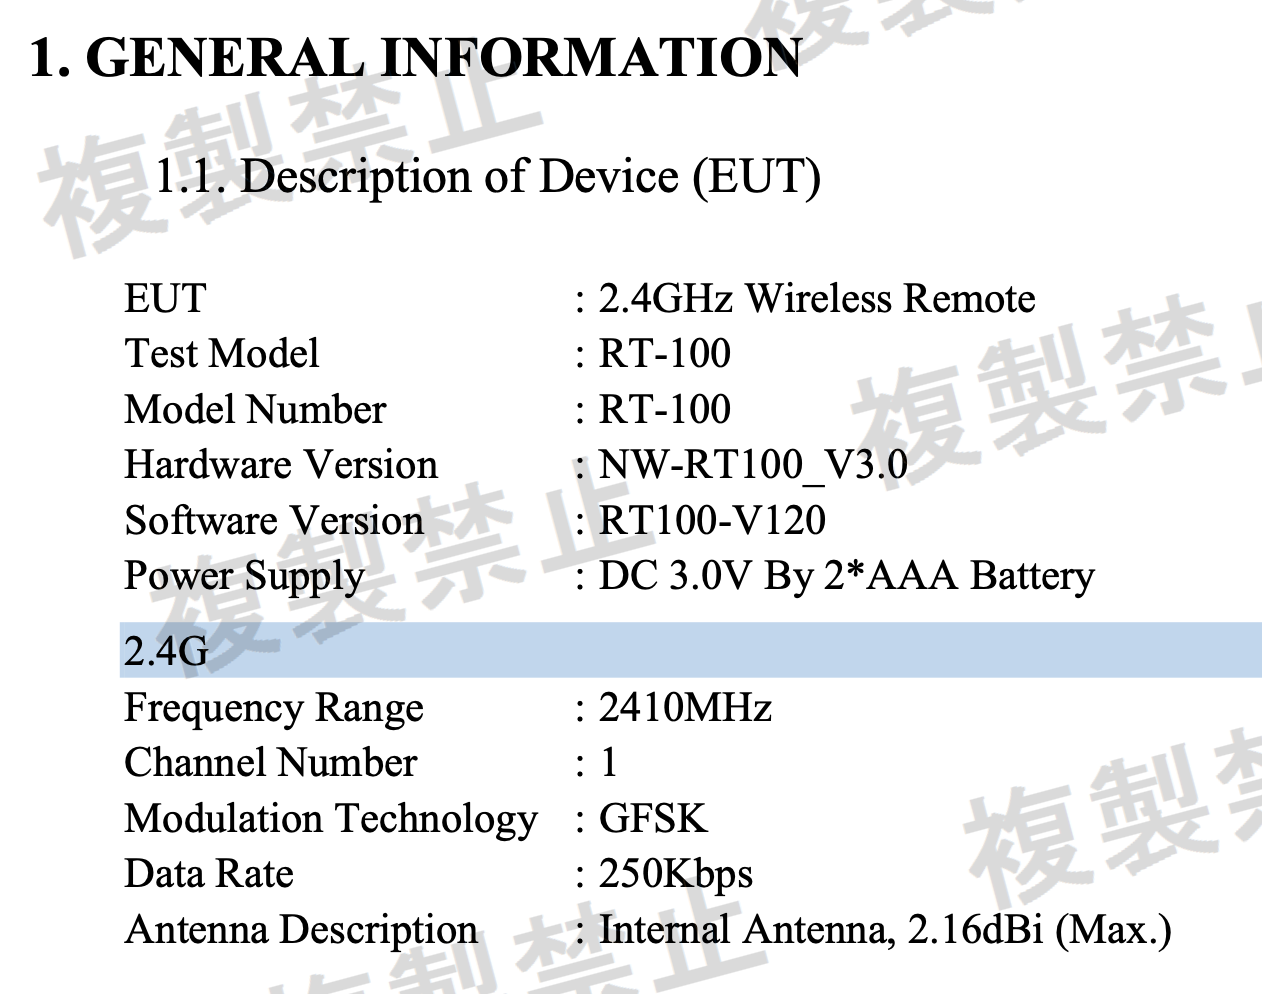 1. GENERAL INFORMATION
1.1. Description of Device (EUT)
EUT : 2.4GHz Wireless Remote
Test Model : RT-100
Model Number : RT-100
Hardware Version : NW-RT100_V3.0
Software Version : RT100-V120
Power Supply : DC 3.0V By 2*AAA Battery
2.4G
Frequency Range : 2410MHz
Channel Number : 1
Modulation Technology : GFSK
Data Rate : 250Kbps
Antenna Description : Internal Antenna, 2.16dBi (Max.)
複製禁止
複製禁止
複製禁止
複製禁
複製禁止